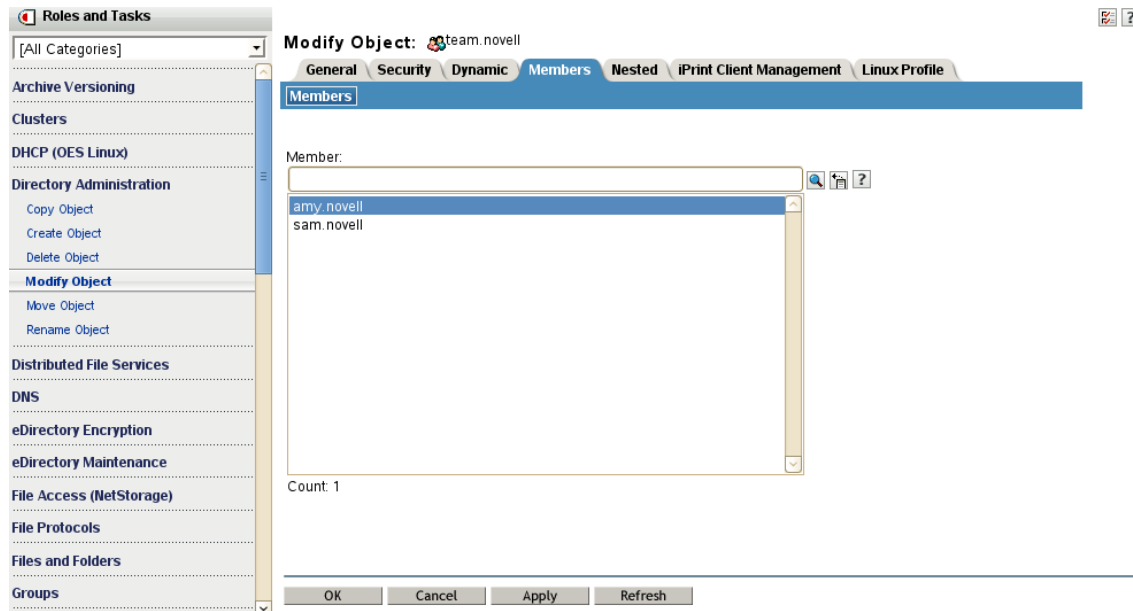 Roles and Tasks
[All Categories]
Archive Versioning
Clusters
DHCP (OES Linux)
Directory Administration
Copy Object
Create Object
Delete Object
Modify Object
Move Object
Rename Object
Distributed File Services
DNS
eDirectory Encryption
eDirectory Maintenance
File Access (NetStorage)
File Protocols
Files and Folders
Groups
?
Modify Object: team.novell
General Security Dynamic Members Nested iPrint Client Management Linux Profile
Members
Member:
?
amy.novell
sam.novell
Count: 1
OK Cancel Apply Refresh